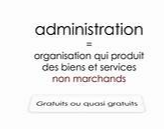 administration
=
organisation qui produit
des biens et services
non marchands
Gratuits ou quasi gratuits